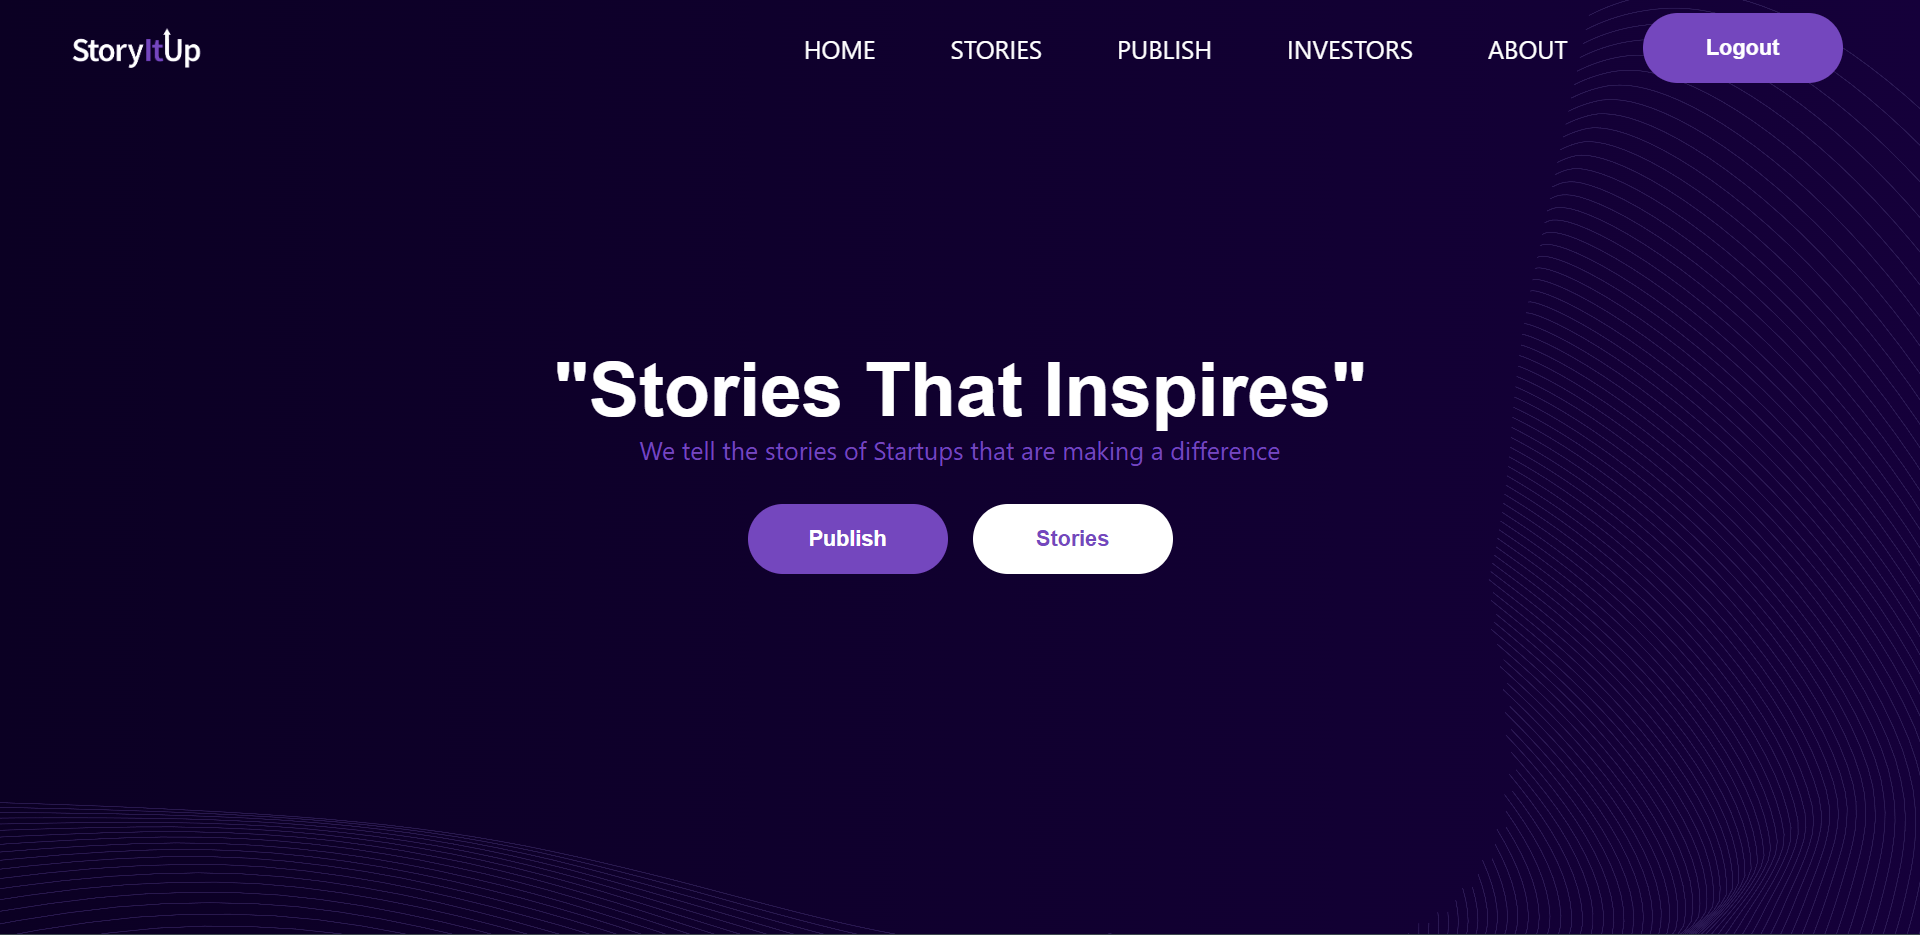 StoryItUp
HOME STORIES PUBLISH INVESTORS ABOUT Logout
"Stories That Inspires"
We tell the stories of Startups that are making a difference
Publish Stories